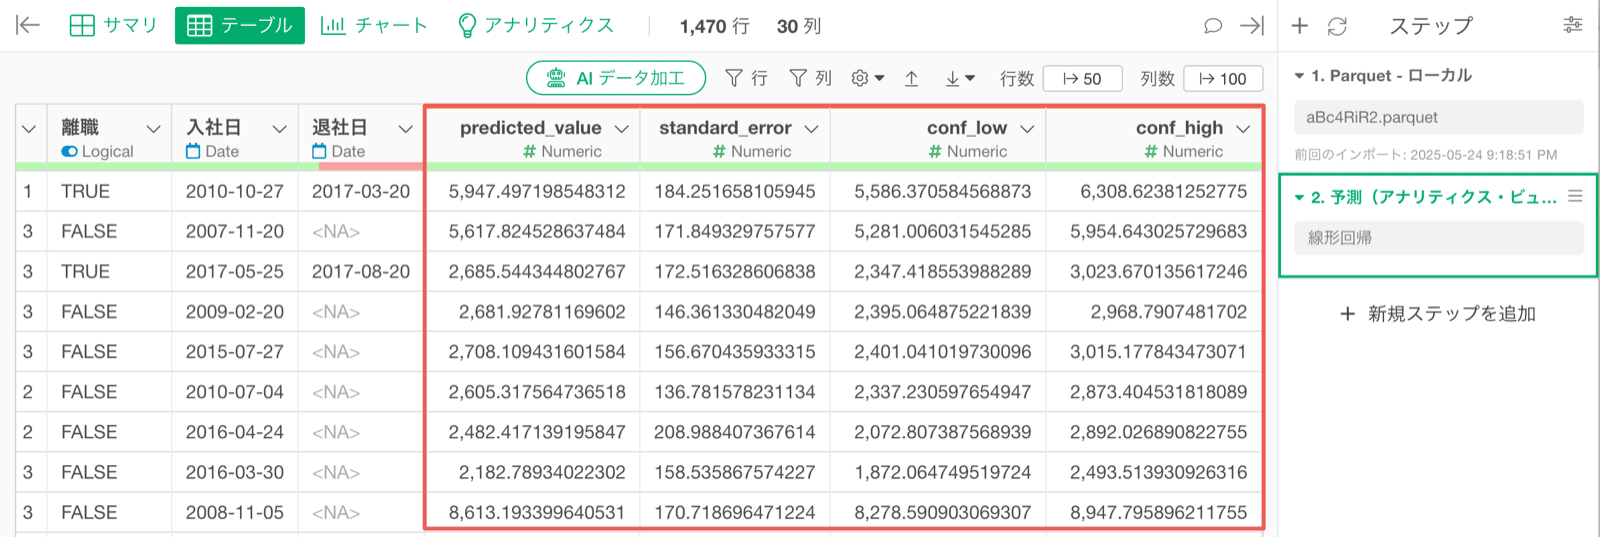 サマリ テーブル チャート アナリティクス 1,470 行 30 列 ステップ
AI データ加工 行 列 行数 50 列数 100
1. Parquet - ローカル
aBc4RiR2.parquet
前回のインポート: 2025-05-24 9:18:51 PM
2. 予測（アナリティクス・ビュ...
線形回帰
新規ステップを追加
離職 入社日 退社日 predicted_value standard_error conf_low conf_high
Logical Date Date # Numeric # Numeric # Numeric # Numeric
1 TRUE 2010-10-27 2017-03-20 5,947.497198548312 184.251658105945 5,586.370584568873 6,308.62381252775
3 FALSE 2007-11-20 <NA> 5,617.824528637484 171.849329757577 5,281.006031545285 5,954.643025729683
3 TRUE 2017-05-25 2017-08-20 2,685.544344802767 172.516328606838 2,347.418553988289 3,023.670135617246
3 FALSE 2009-02-20 <NA> 2,681.92781169602 146.361330482049 2,395.064875221839 2,968.7907481702
3 FALSE 2015-07-27 <NA> 2,708.109431601584 156.670435933315 2,401.041019730096 3,015.177843473071
2 FALSE 2010-07-04 <NA> 2,605.317564736518 136.781578231134 2,337.230597654947 2,873.404531818089
2 FALSE 2016-04-24 <NA> 2,482.417139195847 208.988407367614 2,072.807387568939 2,892.026890822755
3 FALSE 2016-03-30 <NA> 2,182.78934022302 158.535867574227 1,872.064749519724 2,493.513930926316
3 FALSE 2008-11-05 <NA> 8,613.193399640531 170.718696471224 8,278.590903069307 8,947.795896211755